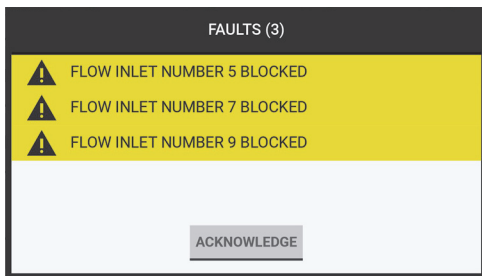 FAULTS (3)
FLOW INLET NUMBER 5 BLOCKED
FLOW INLET NUMBER 7 BLOCKED
FLOW INLET NUMBER 9 BLOCKED
ACKNOWLEDGE